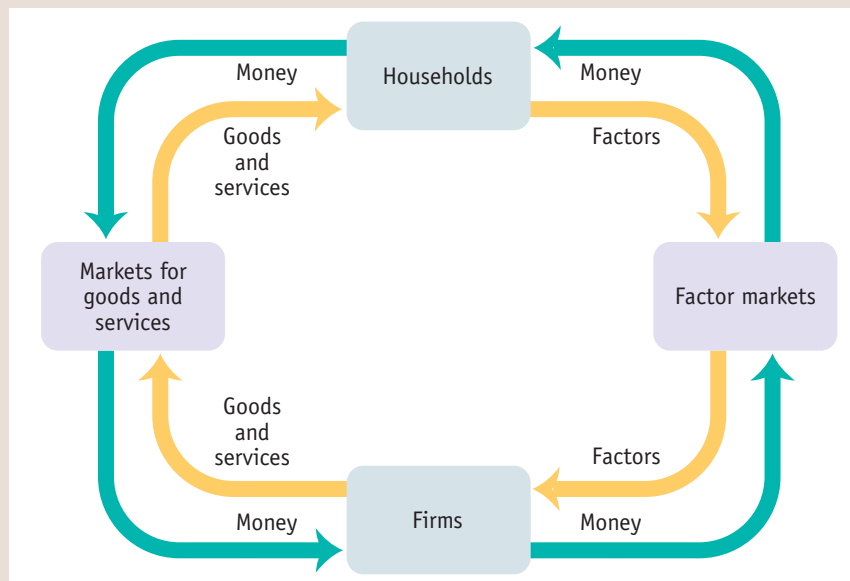 Households
Money
Money
Goods
and
services
Factors
Markets for
goods and
services
Factor markets
Goods
and
services
Factors
Money
Firms
Money